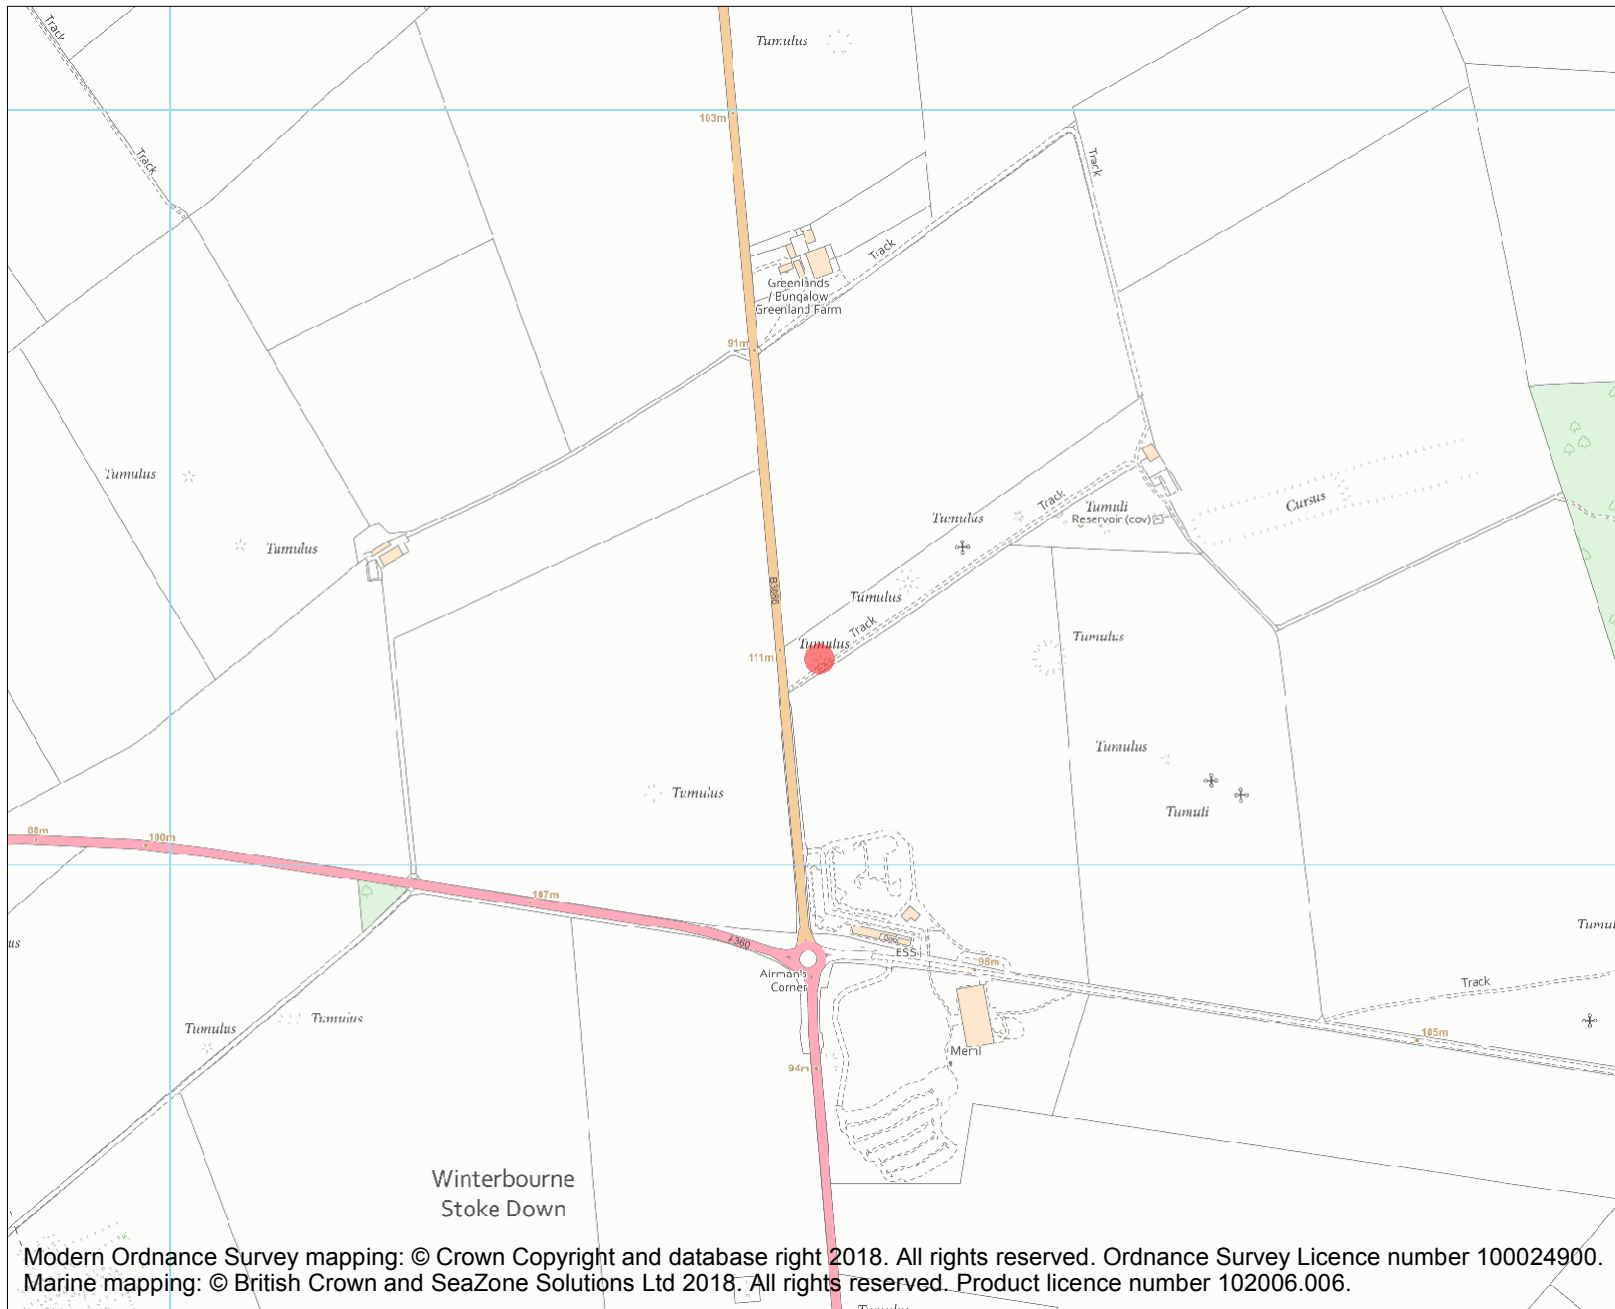 Track
Tumulus
103m
Track
Track
Track
Greenlands
Bungalow
Greenland Farm
91m
Tumulus
Tumulus
Tumulus
Track
Tumuli
Reservoir (cov)
Cursus
B3086
Tumulus
Track
Tumulus
111m
Tumulus
Tumulus
Tumuli
Tumulus
88m
100m
107m
A360
Airman's
Corner
ESS
98m
Tumulus
Tumulus
Track
105m
94m
Winterbourne
Stoke Down
Modern Ordnance Survey mapping: © Crown Copyright and database right 2018. All rights reserved. Ordnance Survey Licence number 100024900.
Marine mapping: © British Crown and SeaZone Solutions Ltd 2018. All rights reserved. Product licence number 102006.006.